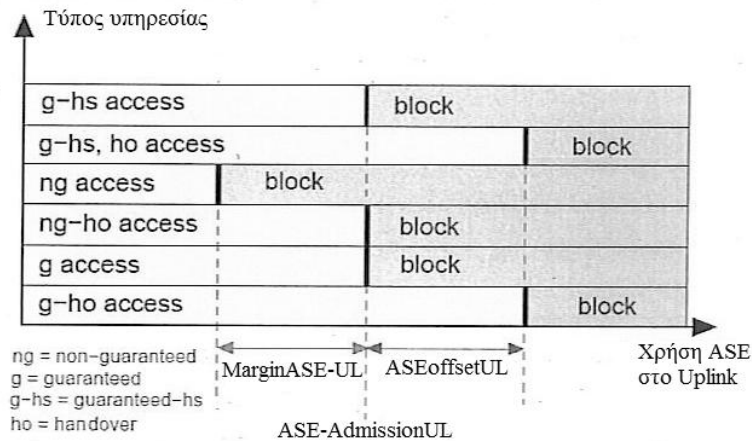 Τύπος υπηρεσίας
g-hs access
block
g-hs, ho access
block
ng access
block
ng-ho access
block
g access
block
g-ho access
block
MarginASE-UL
ASEoffsetUL
Χρήση ASE
στο Uplink
ng = non-guaranteed
g = guaranteed
g-hs = guaranteed-hs
ho = handover
ASE-AdmissionUL